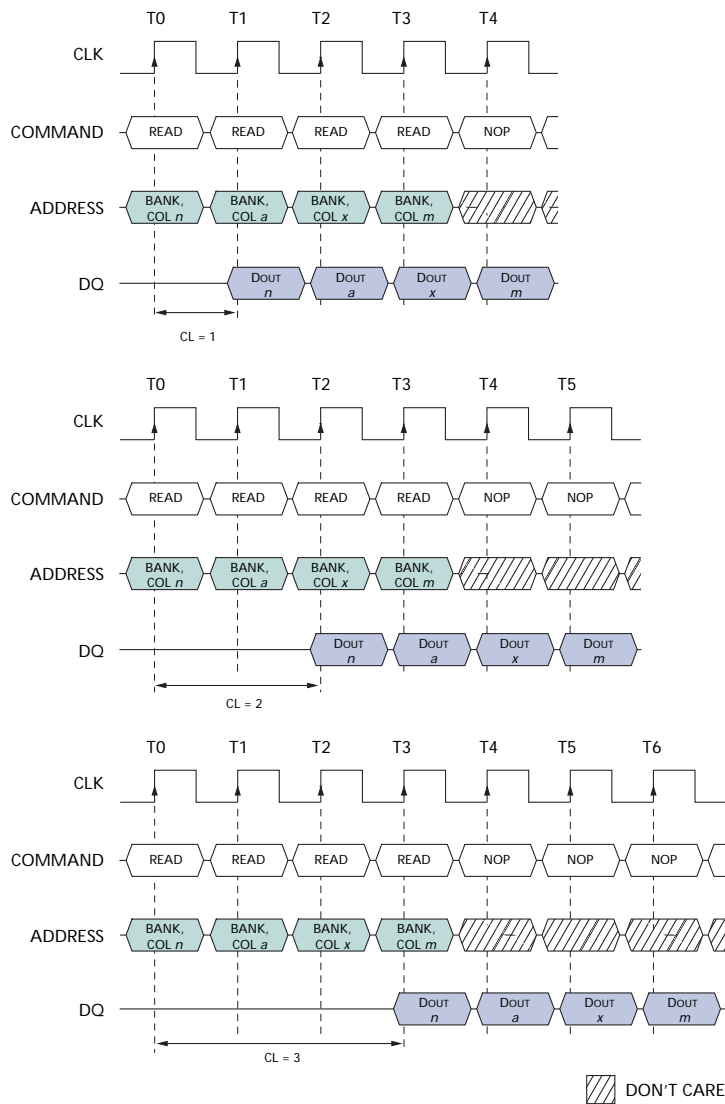 T0 T1 T2 T3 T4
CLK
COMMAND READ READ READ READ NOP
ADDRESS BANK, COL n BANK, COL a BANK, COL x BANK, COL m
DQ DOUT n DOUT a DOUT x DOUT m
CL = 1
T0 T1 T2 T3 T4 T5
CLK
COMMAND READ READ READ READ NOP NOP
ADDRESS BANK, COL n BANK, COL a BANK, COL x BANK, COL m
DQ DOUT n DOUT a DOUT x DOUT m
CL = 2
T0 T1 T2 T3 T4 T5 T6
CLK
COMMAND READ READ READ READ NOP NOP NOP
ADDRESS BANK, COL n BANK, COL a BANK, COL x BANK, COL m
DQ DOUT n DOUT a DOUT x DOUT m
CL = 3
DON'T CARE